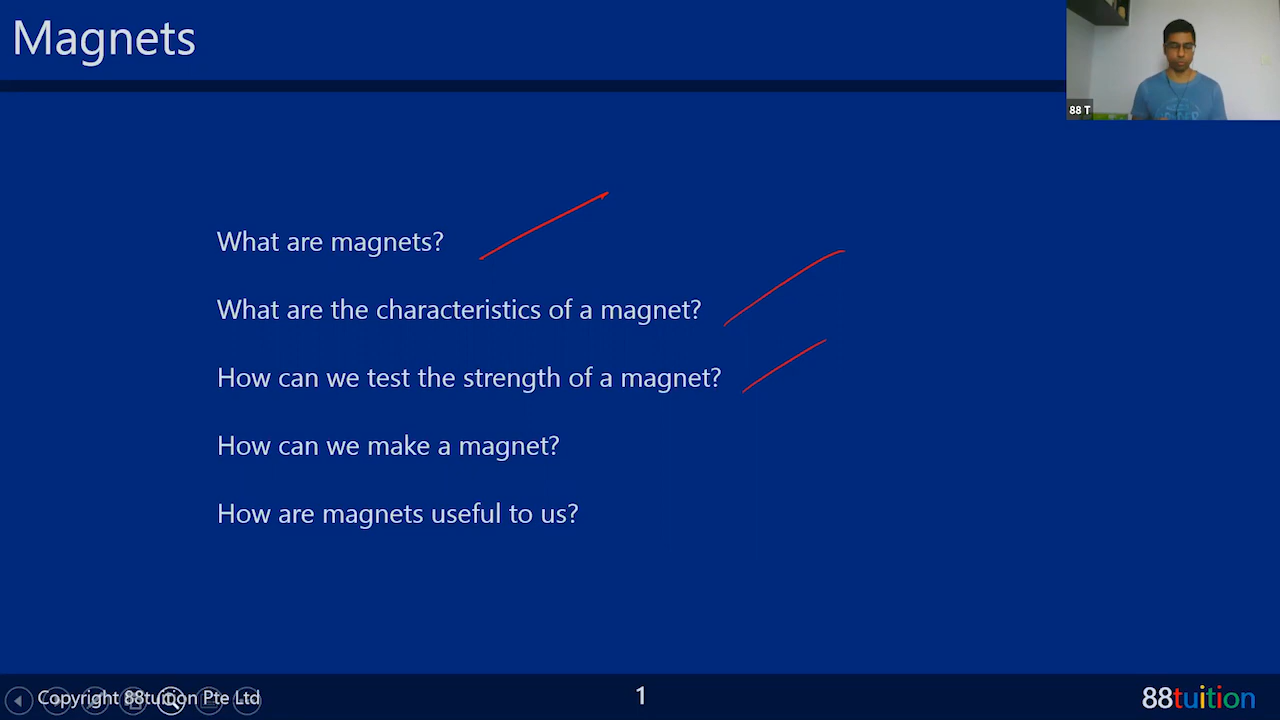 Magnets
88 T
What are magnets?
What are the characteristics of a magnet?
How can we test the strength of a magnet?
How can we make a magnet?
How are magnets useful to us?
Copyright 88tuition Pte Ltd
1
88tuition